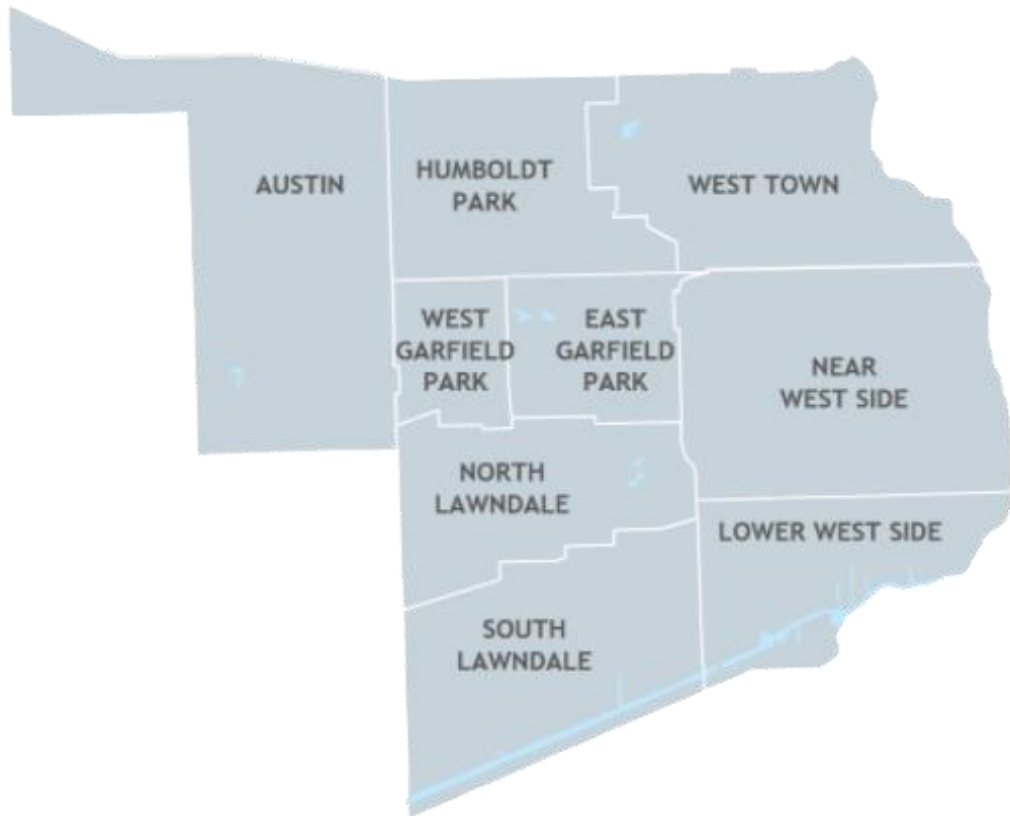 AUSTIN
HUMBOLDT
PARK
WEST TOWN
WEST
GARFIELD
PARK
EAST
GARFIELD
PARK
NEAR
WEST SIDE
NORTH
LAWNDALE
LOWER WEST SIDE
SOUTH
LAWNDALE